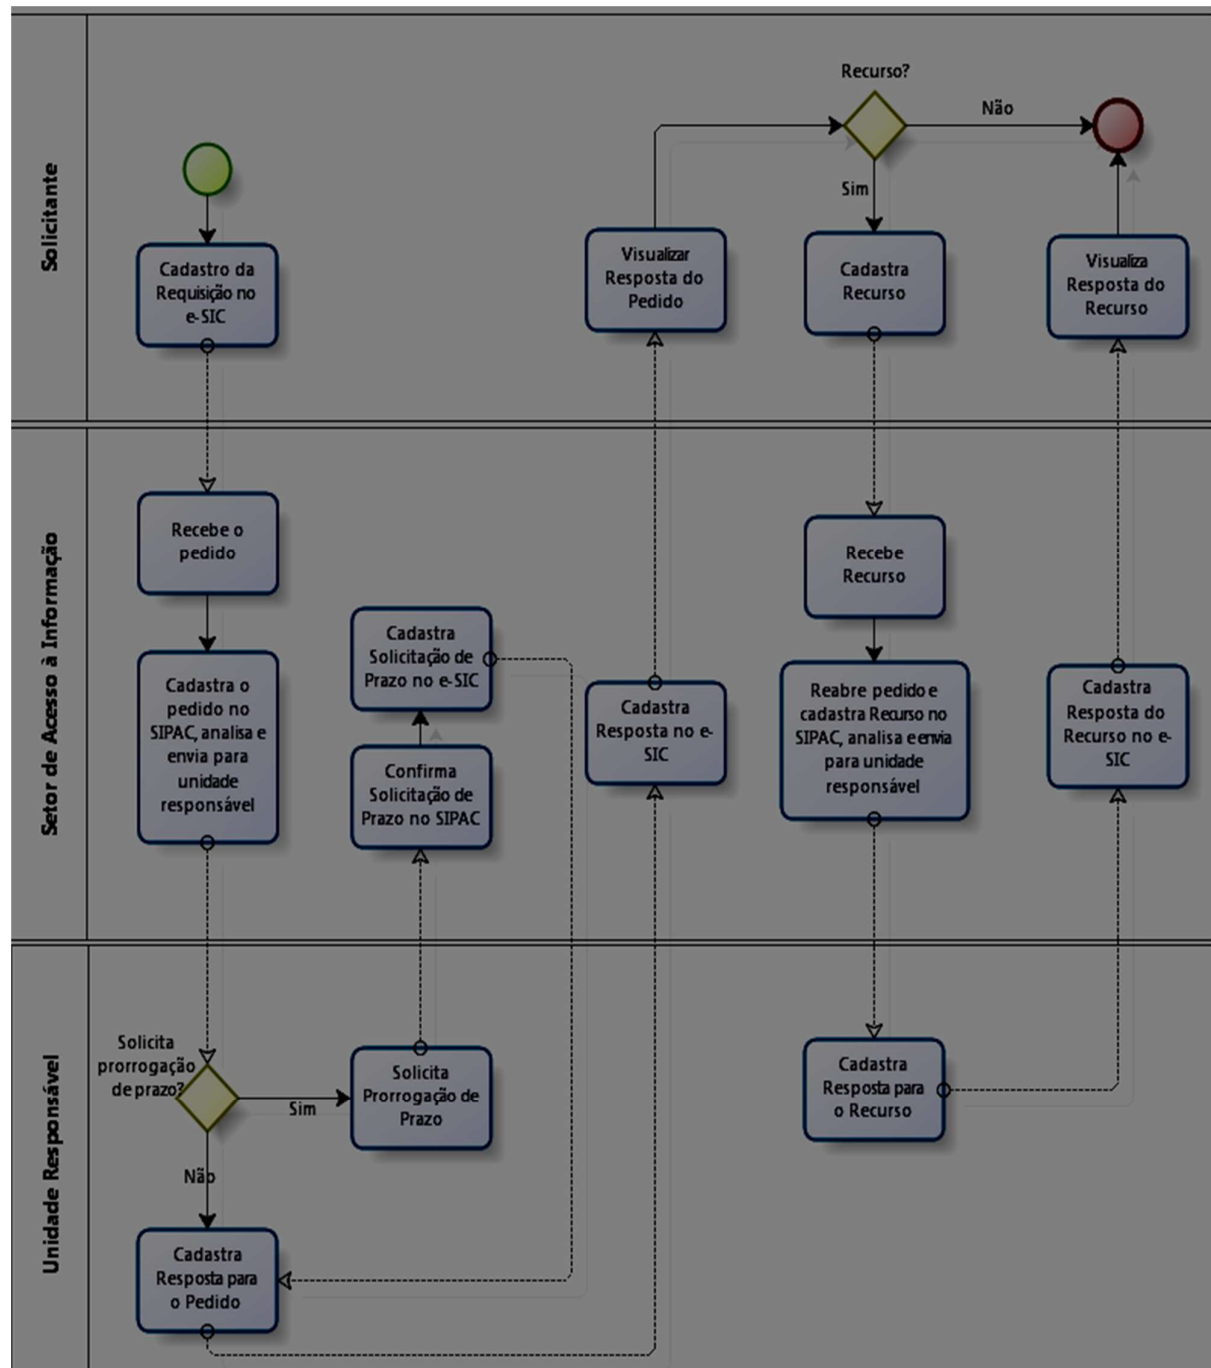 Solicitante
Recurso?
Não
Sim
Cadastro da
Requisição no
e-SIC
Visualizar
Resposta do
Pedido
Cadastra
Recurso
Visualiza
Resposta do
Recurso
Setor de Acesso à Informação
Recebe o
pedido
Cadastra o
pedido no
SIPAC, analisa e
envia para
unidade
responsável
Cadastra
Solicitação de
Prazo no e-SIC
Confirma
Solicitação de
Prazo no SIPAC
Cadastra
Resposta no e-
SIC
Recebe
Recurso
Reabre pedido e
cadastra Recurso no
SIPAC, analisa e envia
para unidade
responsável
Cadastra
Resposta do
Recurso no e-
SIC
Unidade Responsável
Solicita
prorrogação
de prazo?
Sim
Não
Solicita
Prorrogação de
Prazo
Cadastra
Resposta para
o Pedido
Cadastra
Resposta para
o Recurso